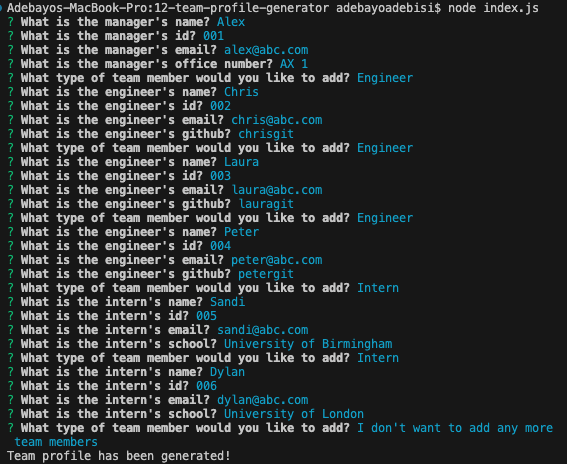 Adebayos-MacBook-Pro:12-team-profile-generator adebayoadebisi$ node index.js
? What is the manager's name? Alex
? What is the manager's id? 001
? What is the manager's email? alex@abc.com
? What is the manager's office number? AX 1
? What type of team member would you like to add? Engineer
? What is the engineer's name? Chris
? What is the engineer's id? 002
? What is the engineer's email? chris@abc.com
? What is the engineer's github? chrisgit
? What type of team member would you like to add? Engineer
? What is the engineer's name? Laura
? What is the engineer's id? 003
? What is the engineer's email? laura@abc.com
? What is the engineer's github? lauragit
? What type of team member would you like to add? Engineer
? What is the engineer's name? Peter
? What is the engineer's id? 004
? What is the engineer's email? peter@abc.com
? What is the engineer's github? petergit
? What type of team member would you like to add? Intern
? What is the intern's name? Sandi
? What is the intern's id? 005
? What is the intern's email? sandi@abc.com
? What is the intern's school? University of Birmingham
? What type of team member would you like to add? Intern
? What is the intern's name? Dylan
? What is the intern's id? 006
? What is the intern's email? dylan@abc.com
? What is the intern's school? University of London
? What type of team member would you like to add? I don't want to add any more
team members
Team profile has been generated!